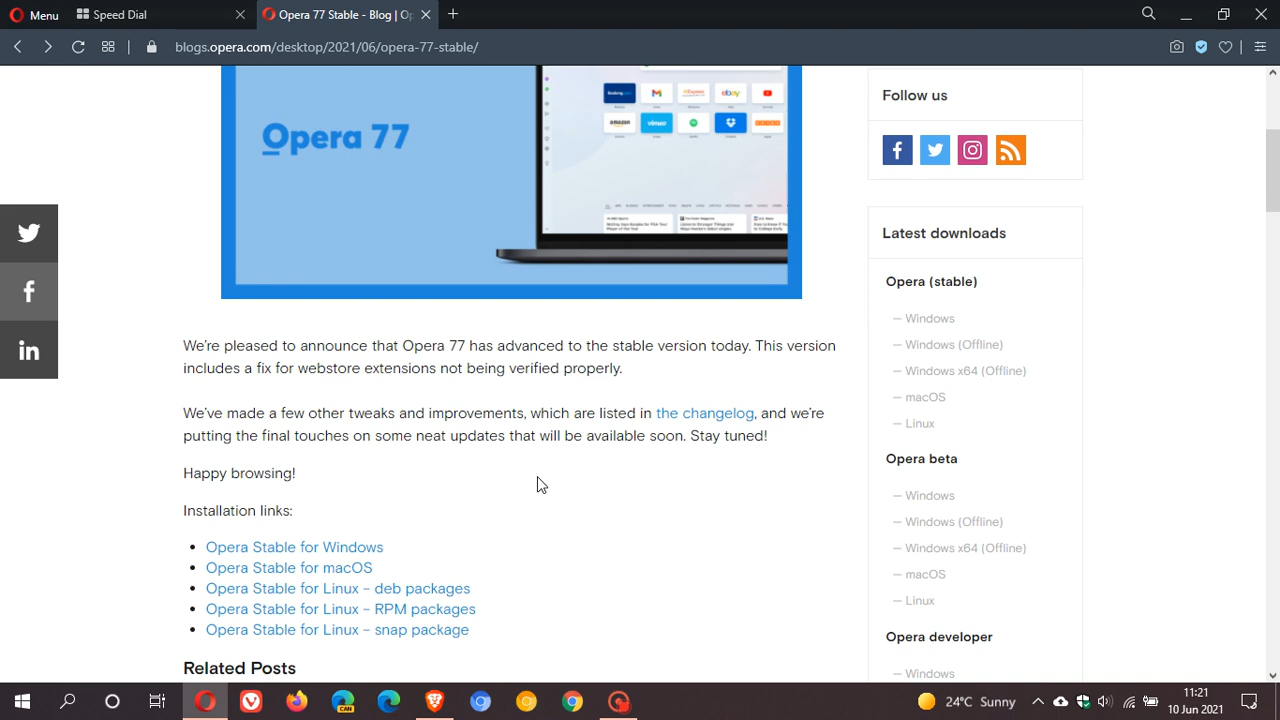 Menu
Speed Dial
Opera 77 Stable - Blog | Op
blogs.opera.com/desktop/2021/06/opera-77-stable/
Opera 77
Booking.com
ebay
amazon
vimeo
Follow us
Latest downloads
Opera (stable)
– Windows
– Windows (Offline)
– Windows x64 (Offline)
– macOS
– Linux
Opera beta
– Windows
– Windows (Offline)
– Windows x64 (Offline)
– macOS
– Linux
Opera developer
– Windows
We're pleased to announce that Opera 77 has advanced to the stable version today. This version
includes a fix for webstore extensions not being verified properly.
We've made a few other tweaks and improvements, which are listed in the changelog, and we're
putting the final touches on some neat updates that will be available soon. Stay tuned!
Happy browsing!
Installation links:
• Opera Stable for Windows
• Opera Stable for macOS
• Opera Stable for Linux – deb packages
• Opera Stable for Linux – RPM packages
• Opera Stable for Linux – snap package
Related Posts
CAN
24°C Sunny
11:21
10 Jun 2021